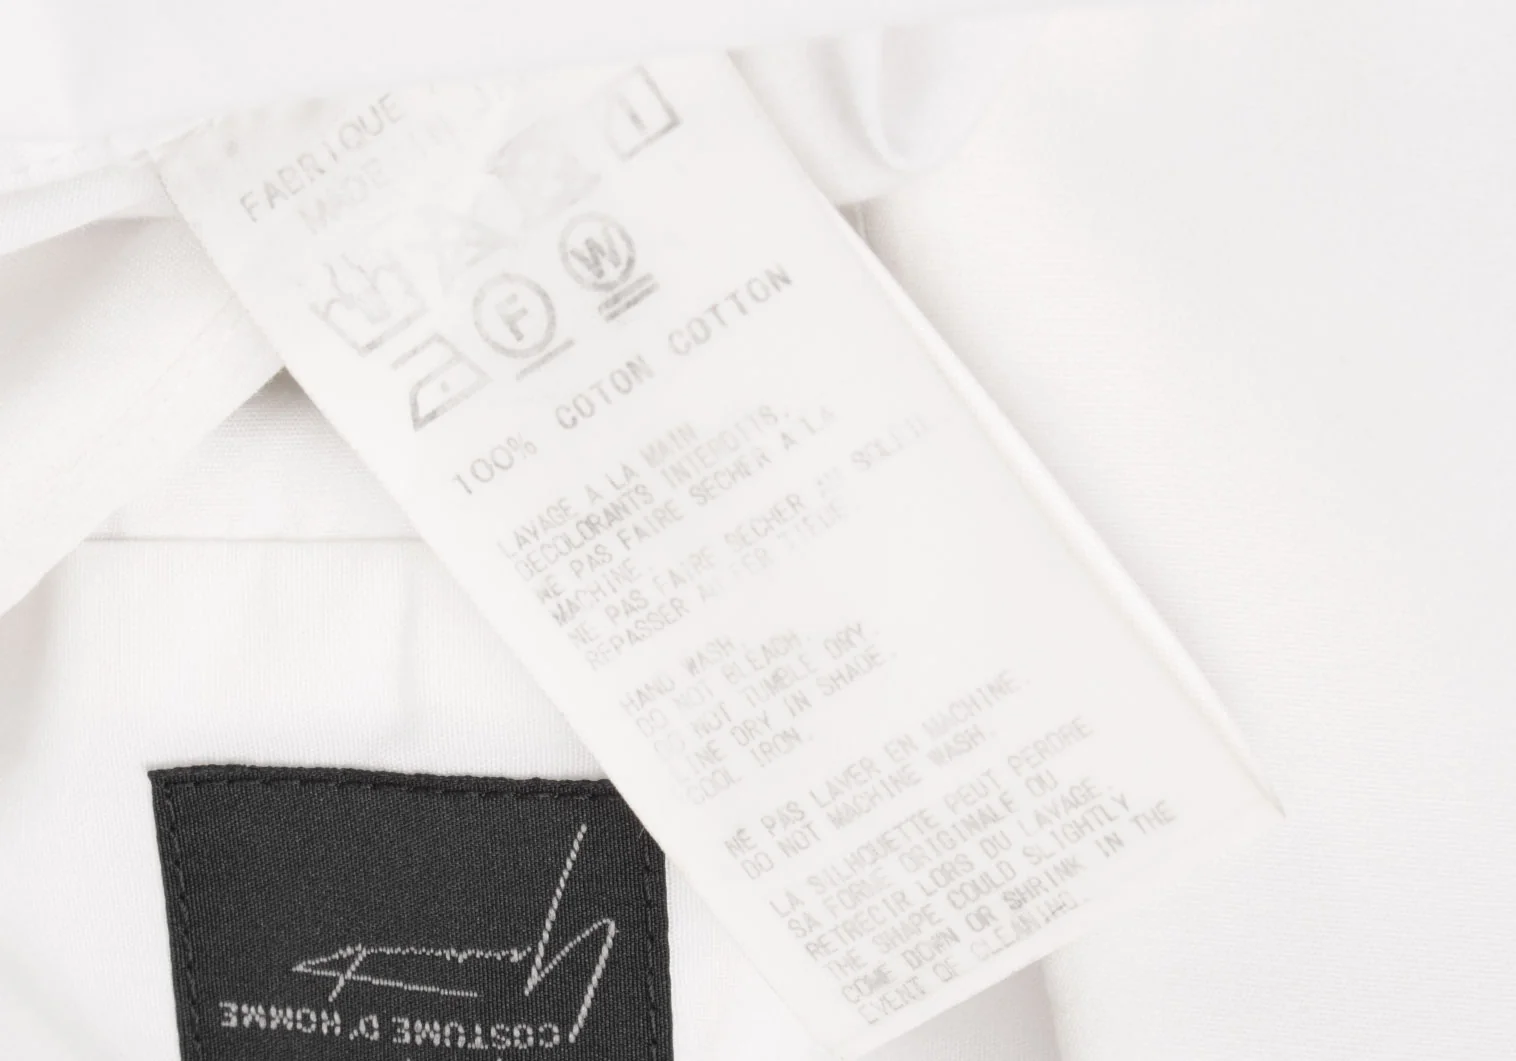 FABRIQUE
MADE IN
F
W
100% COTON COTTON
LAVAGE A LA MAIN
DECOLORANTS INTERDITS.
NE PAS FAIRE SECHER A LA
MACHINE.
NE PAS FAIRE DECHER AU SOLEIL
REPASSER AU FER TIEDE
HAND WASH
DO NOT BLEACH.
DO NOT TUMBLE DRY.
LINE DRY IN SHADE.
COOL IRON.
NE PAS LAVER EN MACHINE.
DO NOT MACHINE WASH.
LA SILHOUETTE PEUT PERDRE
SA FORME ORIGINALE OU
RETRECIR LORS DU LAVAGE.
THE SHAPE COULD SLIGHTLY
COME DOWN OR SHRINK IN THE
EVENT OF CLEANING.
COSTUME D'HOMME